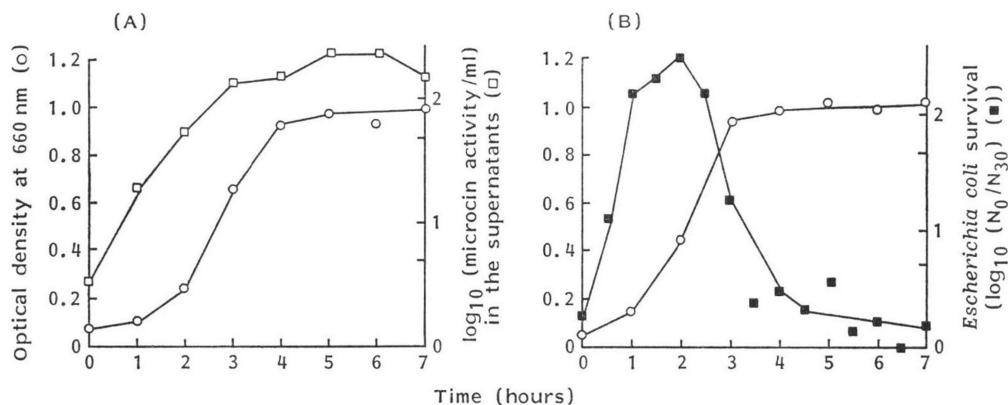 (A)
(B)
Optical density at 660 nm (○)
1.2
1.0
0.8
0.6
0.4
0.2
0
2
1
0
log10 (microcin activity/ml)
in the supernatants (□)
0 1 2 3 4 5 6 7
1.2
1.0
0.8
0.6
0.4
0.2
0
2
1
0
Escherichia coli survival
(log10 (N0/N30) (■)
0 1 2 3 4 5 6 7
Time (hours)